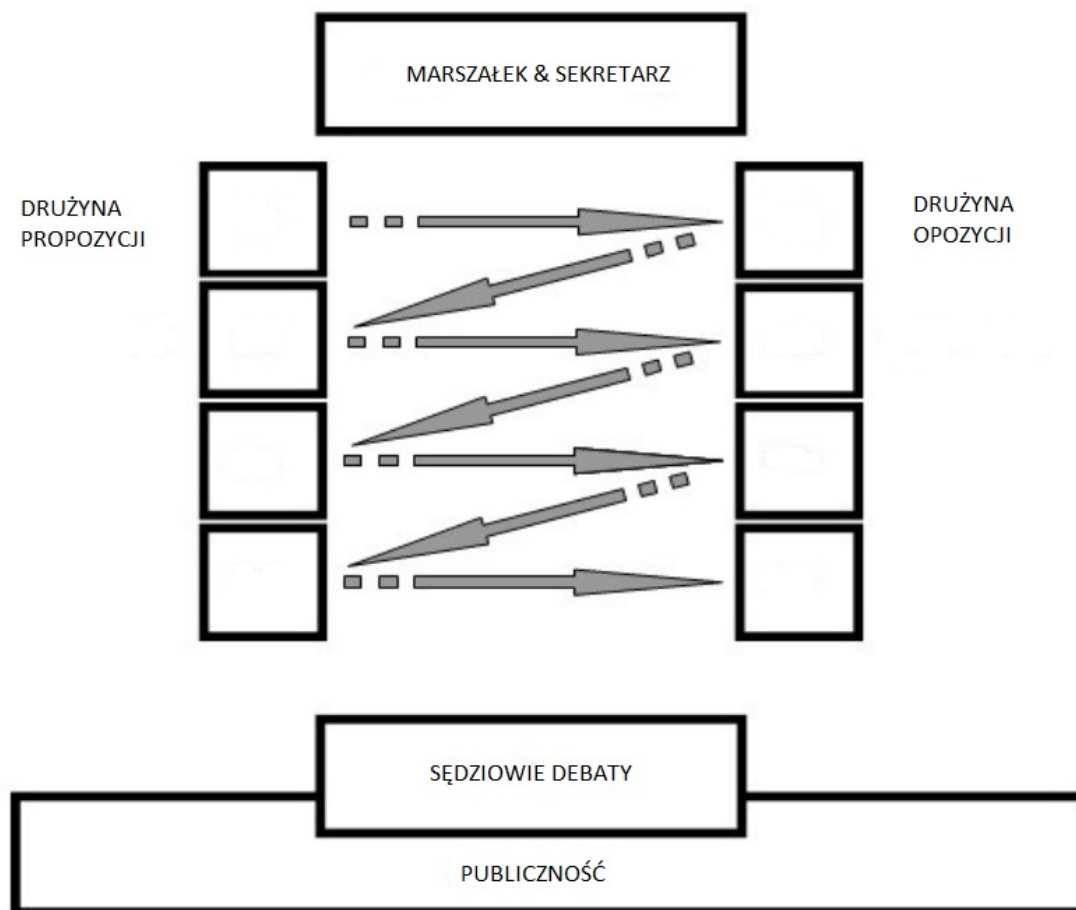 MARSZAŁEK & SEKRETARZ
DRUŻYNA
PROPOZYCJI
DRUŻYNA
OPOZYCJI
SĘDZIOWIE DEBATY
PUBLICZNOŚĆ